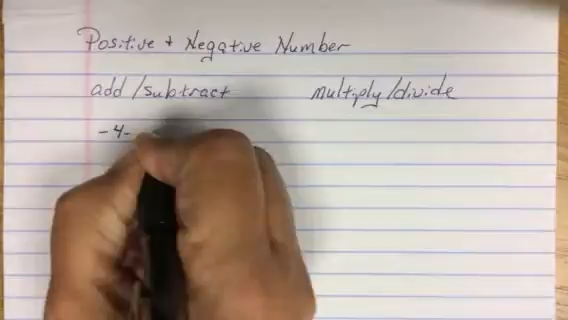 Positive + Negative Number
add/subtract multiply/divide
-4-